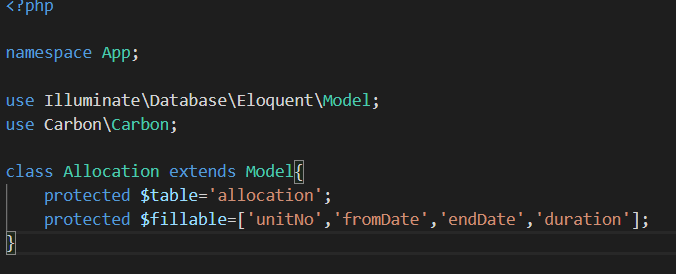 <?php
namespace App;
use Illuminate\Database\Eloquent\Model;
use Carbon\Carbon;
class Allocation extends Model{
    protected $table='allocation';
    protected $fillable=['unitNo','fromDate','endDate','duration'];
}